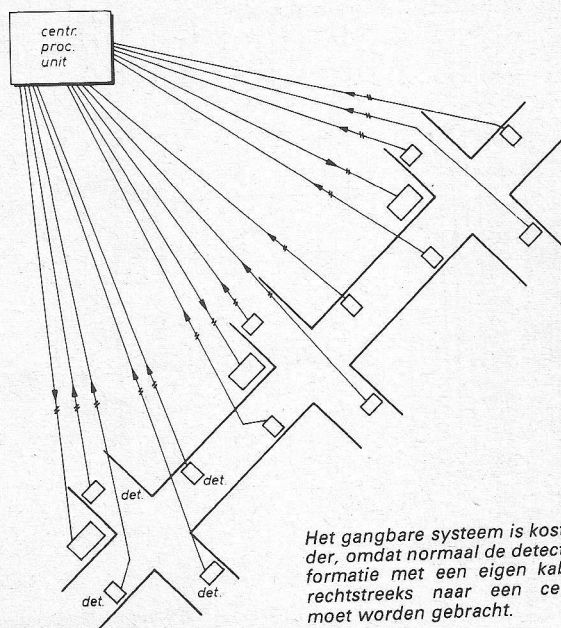 centr.
proc.
unit
det.
det.
det.
det.
Het gangbare systeem is kost
der, omdat normaal de detect
formatie met een eigen kab
rechtstreeks naar een ce
moet worden gebracht.